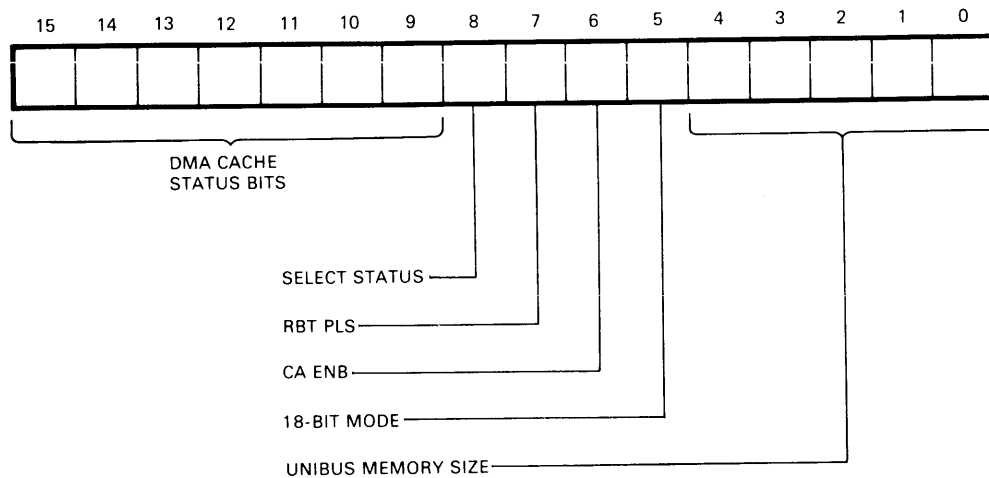 15 14 13 12 11 10 9 8 7 6 5 4 3 2 1 0
DMA CACHE
STATUS BITS
SELECT STATUS
RBT PLS
CA ENB
18-BIT MODE
UNIBUS MEMORY SIZE